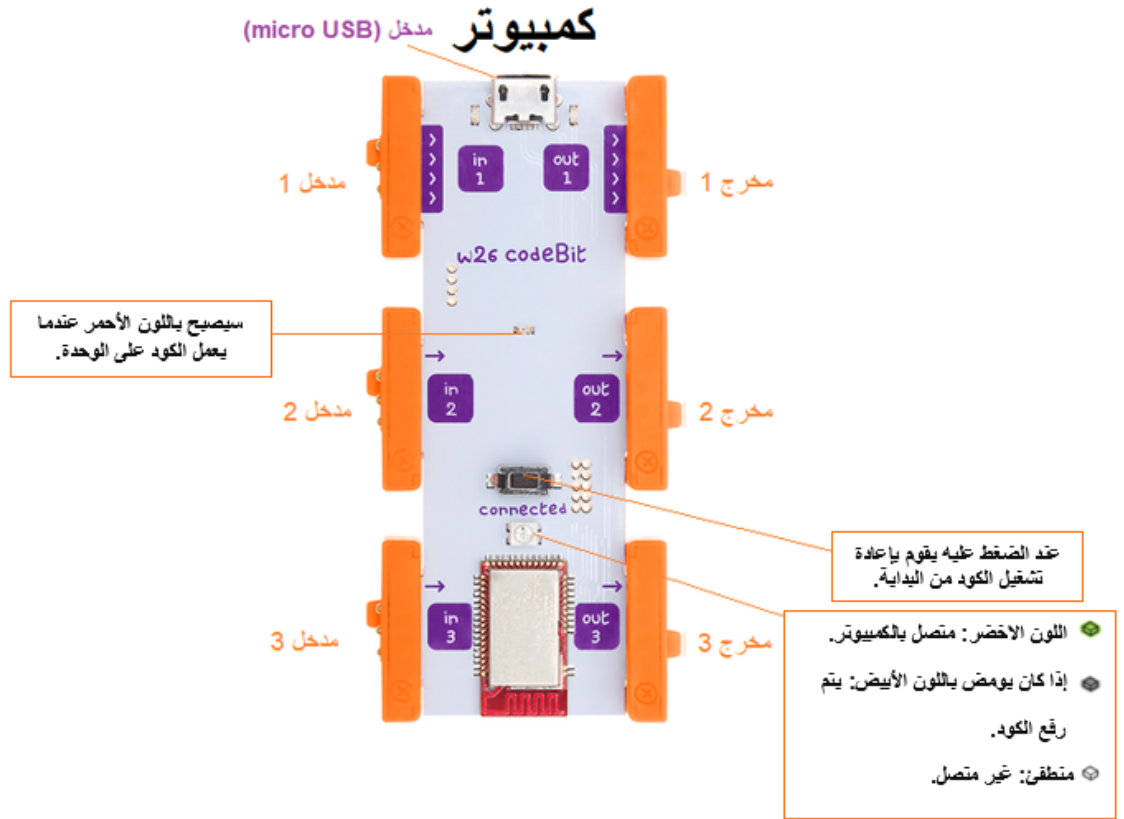 كمبيوتر
مدخل (micro USB)
in
1
out
1
مدخل 1
مخرج 1
w26 codeBit
سيصبح باللون الأحمر عندما
يعمل الكود على الوحدة.
in
2
out
2
مدخل 2
مخرج 2
connected
عند الضغط عليه يقوم بإعادة
تشغيل الكود من البداية.
in
3
out
3
مدخل 3
مخرج 3
اللون الاخضر: متصل بالكمبيوتر.
إذا كان يومض باللون الأبيض: يتم
رفع الكود.
منطفئ: غير متصل.